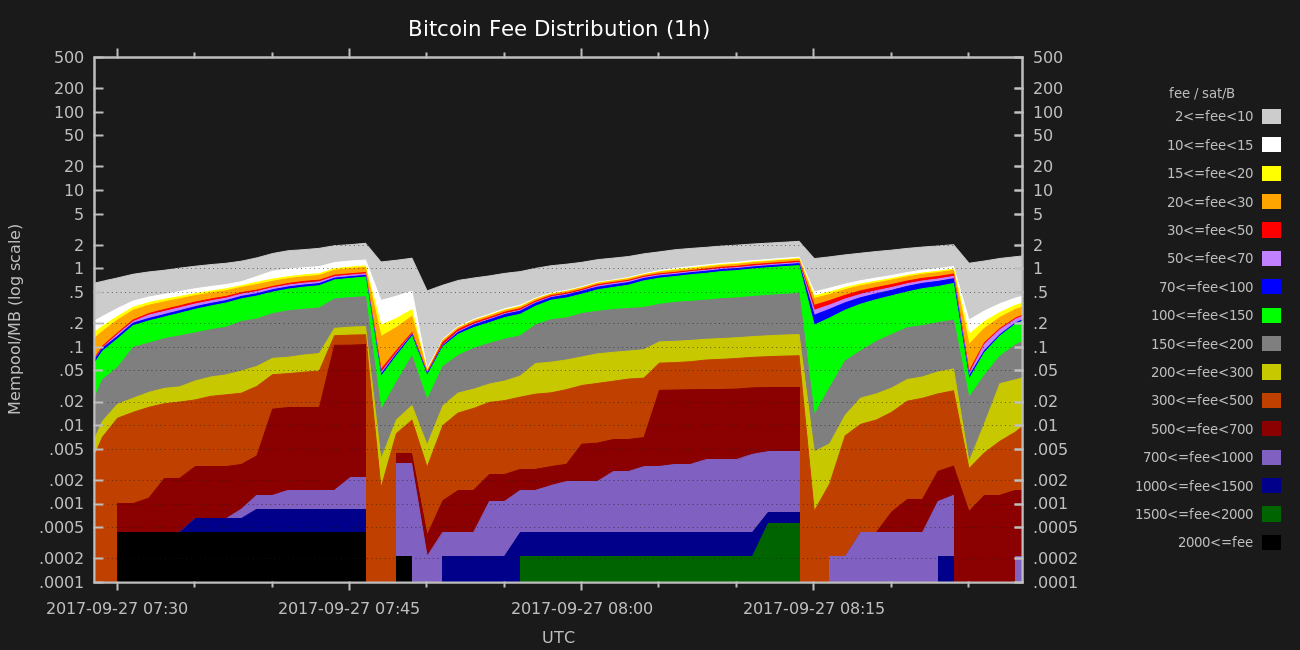 Bitcoin Fee Distribution (1h)
Mempool/MB (log scale)
500
200
100
50
20
10
5
2
1
.5
.2
.1
.05
.02
.01
.005
.002
.001
.0005
.0002
.0001
500
200
100
50
20
10
5
2
1
.5
.2
.1
.05
.02
.01
.005
.002
.001
.0005
.0002
.0001
2017-09-27 07:30
2017-09-27 07:45
2017-09-27 08:00
2017-09-27 08:15
UTC
fee / sat/B
2<=fee<10
10<=fee<15
15<=fee<20
20<=fee<30
30<=fee<50
50<=fee<70
70<=fee<100
100<=fee<150
150<=fee<200
200<=fee<300
300<=fee<500
500<=fee<700
700<=fee<1000
1000<=fee<1500
1500<=fee<2000
2000<=fee